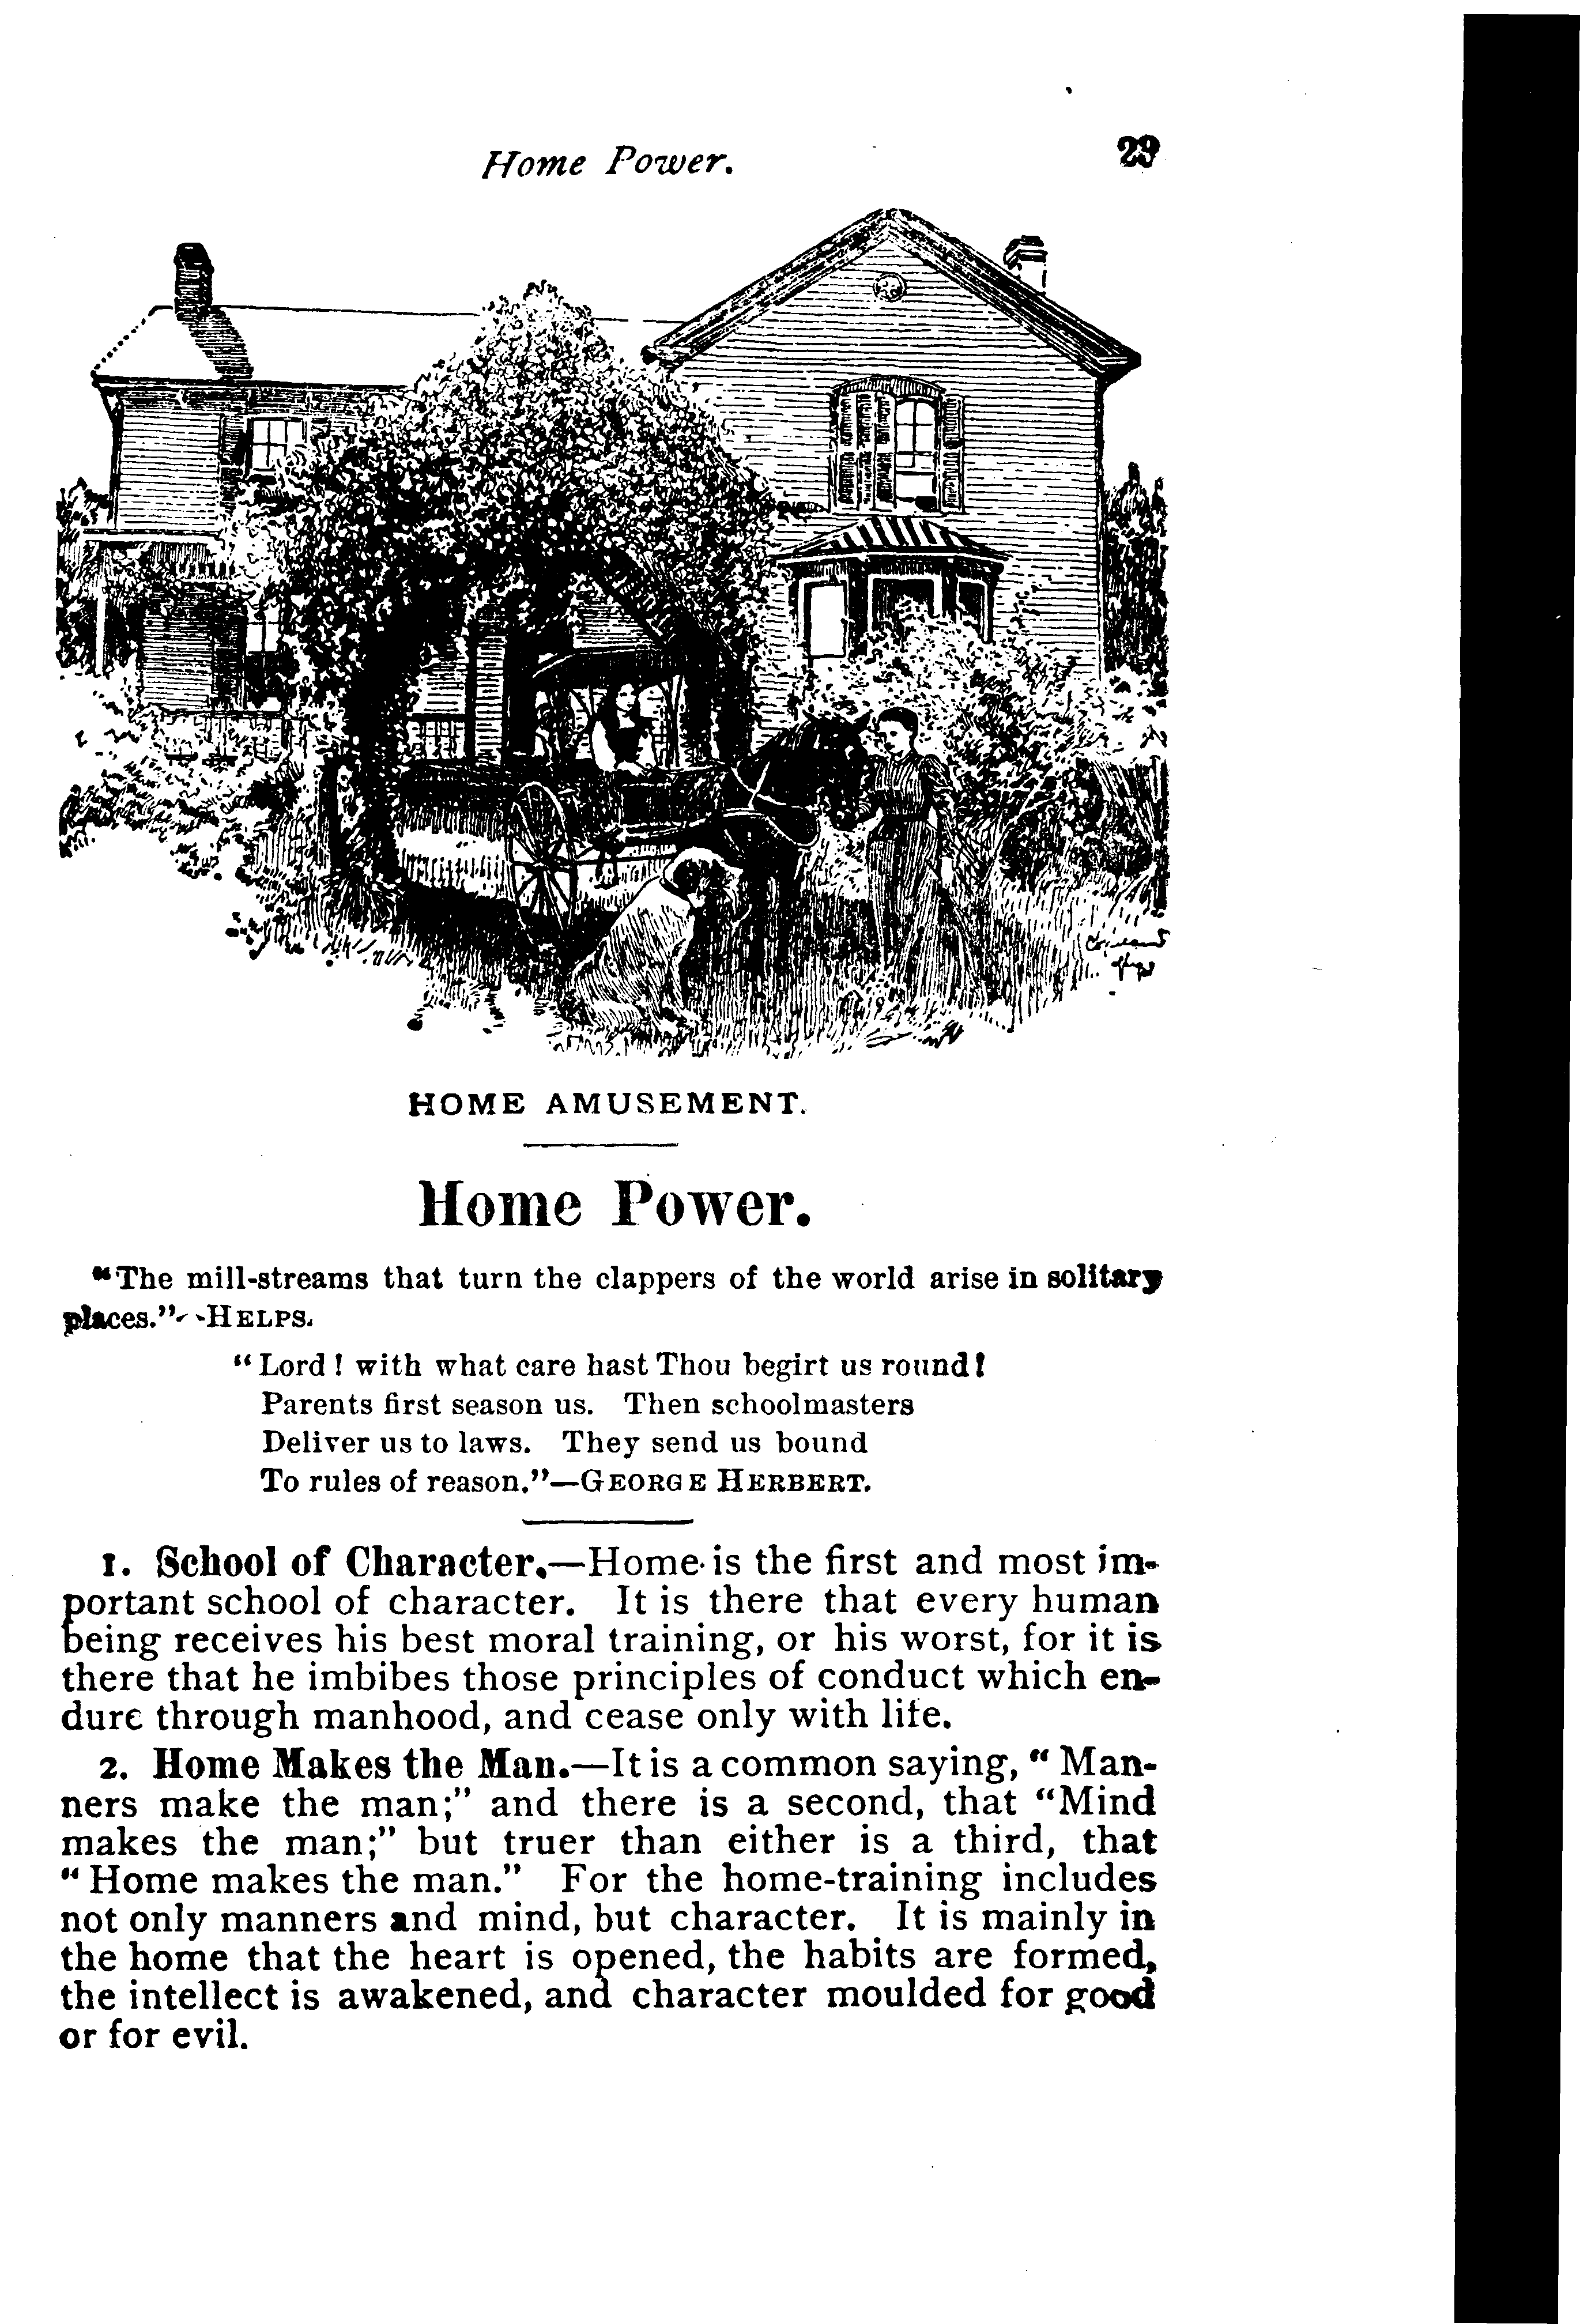 Home Power.
29
HOME AMUSEMENT.
Home Power.
"The mill-streams that turn the clappers of the world arise in solitary
places."--HELPS.
"Lord! with what care hast Thou begirt us round!
Parents first season us. Then schoolmasters
Deliver us to laws. They send us bound
To rules of reason."—GEORGE HERBERT.
1. School of Character.—Home is the first and most im-
portant school of character. It is there that every human
being receives his best moral training, or his worst, for it is
there that he imbibes those principles of conduct which en-
dure through manhood, and cease only with life.
2. Home Makes the Man.—It is a common saying, "Man-
ners make the man;" and there is a second, that "Mind
makes the man;" but truer than either is a third, that
"Home makes the man." For the home-training includes
not only manners and mind, but character. It is mainly in
the home that the heart is opened, the habits are formed,
the intellect is awakened, and character moulded for good
or for evil.